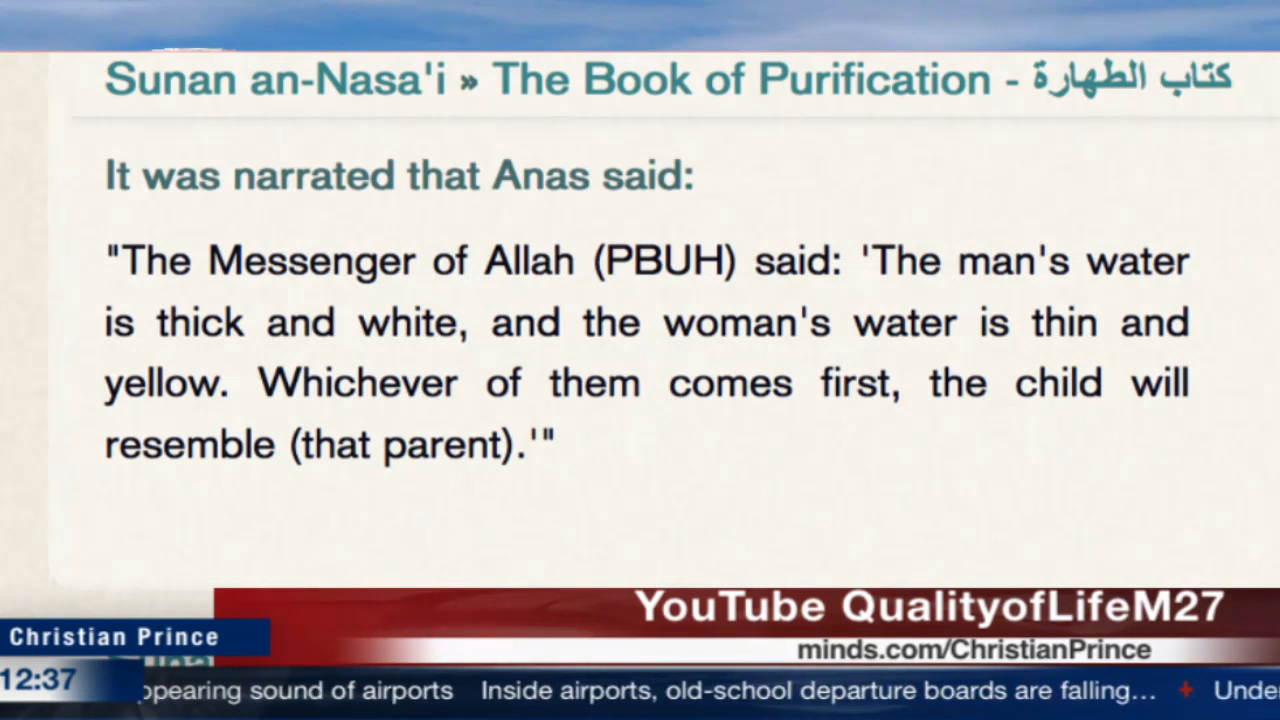 Sunan an-Nasa'i » The Book of Purification - كتاب الطهارة
It was narrated that Anas said:
"The Messenger of Allah (PBUH) said: 'The man's water
is thick and white, and the woman's water is thin and
yellow. Whichever of them comes first, the child will
resemble (that parent).'"
YouTube QualityofLifeM27
Christian Prince
minds.com/ChristianPrince
12:37
ppearing sound of airports Inside airports, old-school departure boards are falling... Unde